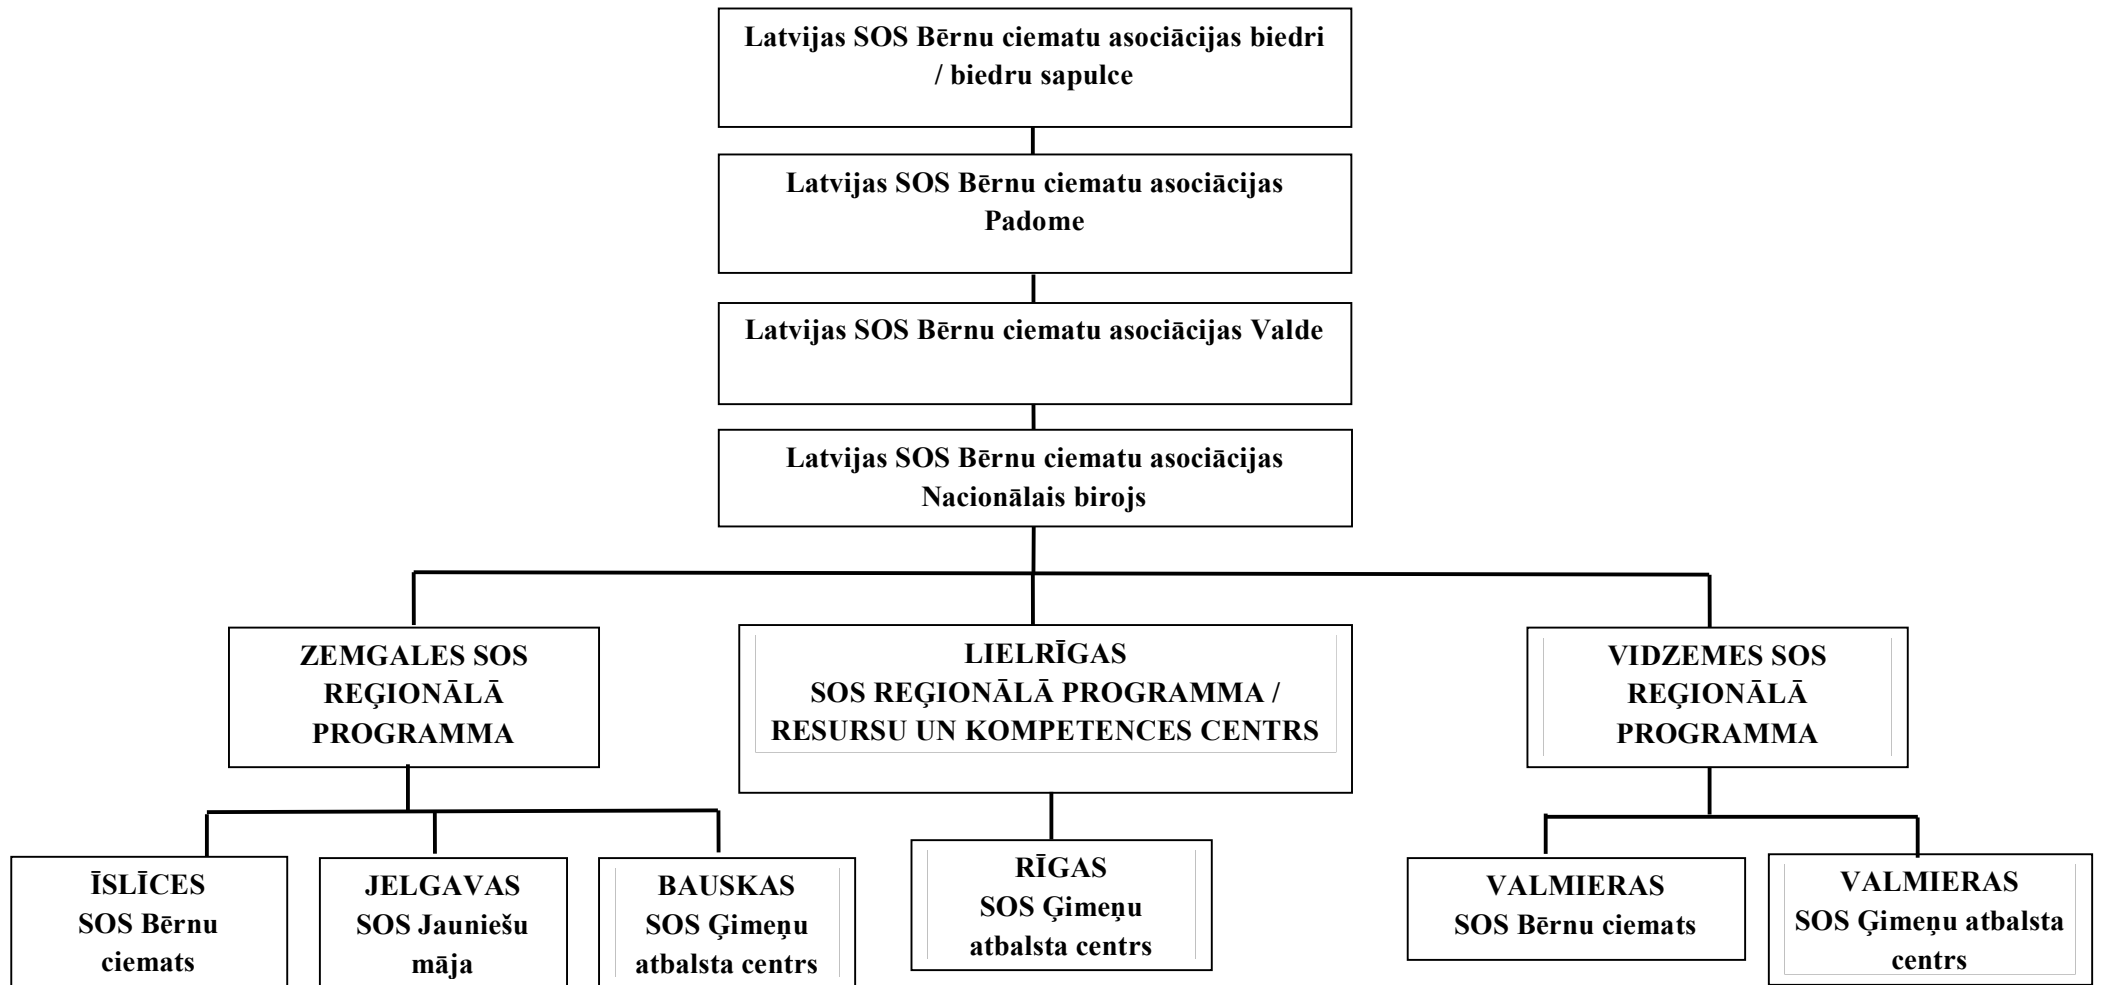 Latvijas SOS Bērnu ciematu asociācijas biedri
/ biedru sapulce
Latvijas SOS Bērnu ciematu asociācijas
Padome
Latvijas SOS Bērnu ciematu asociācijas Valde
Latvijas SOS Bērnu ciematu asociācijas
Nacionālais birojs
ZEMGALES SOS
REĢIONĀLĀ
PROGRAMMA
LIELRĪGAS
SOS REĢIONĀLĀ PROGRAMMA /
RESURSU UN KOMPETENCES CENTRS
VIDZEMES SOS
REĢIONĀLĀ
PROGRAMMA
ĪSLĪCES
SOS Bērnu
ciemats
JELGAVAS
SOS Jauniešu
māja
BAUSKAS
SOS Ģimeņu
atbalsta centrs
RĪGAS
SOS Ģimeņu
atbalsta centrs
VALMIERAS
SOS Bērnu ciemats
VALMIERAS
SOS Ģimeņu atbalsta
centrs